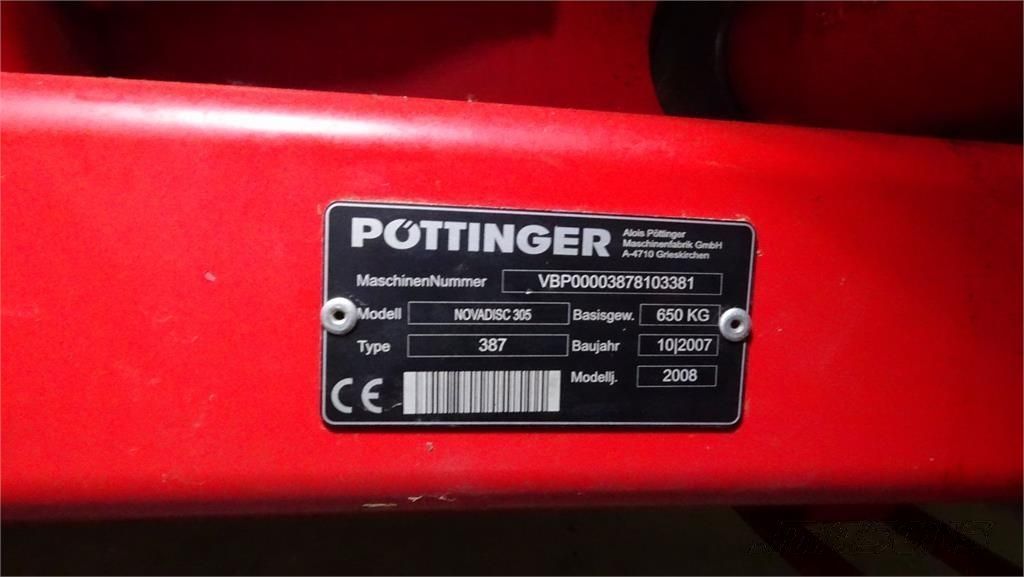 PÖTTINGER
Alois Pöttinger
Maschinenfabrik GmbH
A-4710 Grieskirchen
MaschinenNummer VBP00003878103381
Modell NOVADISC 305 Basisgew. 650 KG
Type 387 Baujahr 10|2007
Modellj. 2008
CE